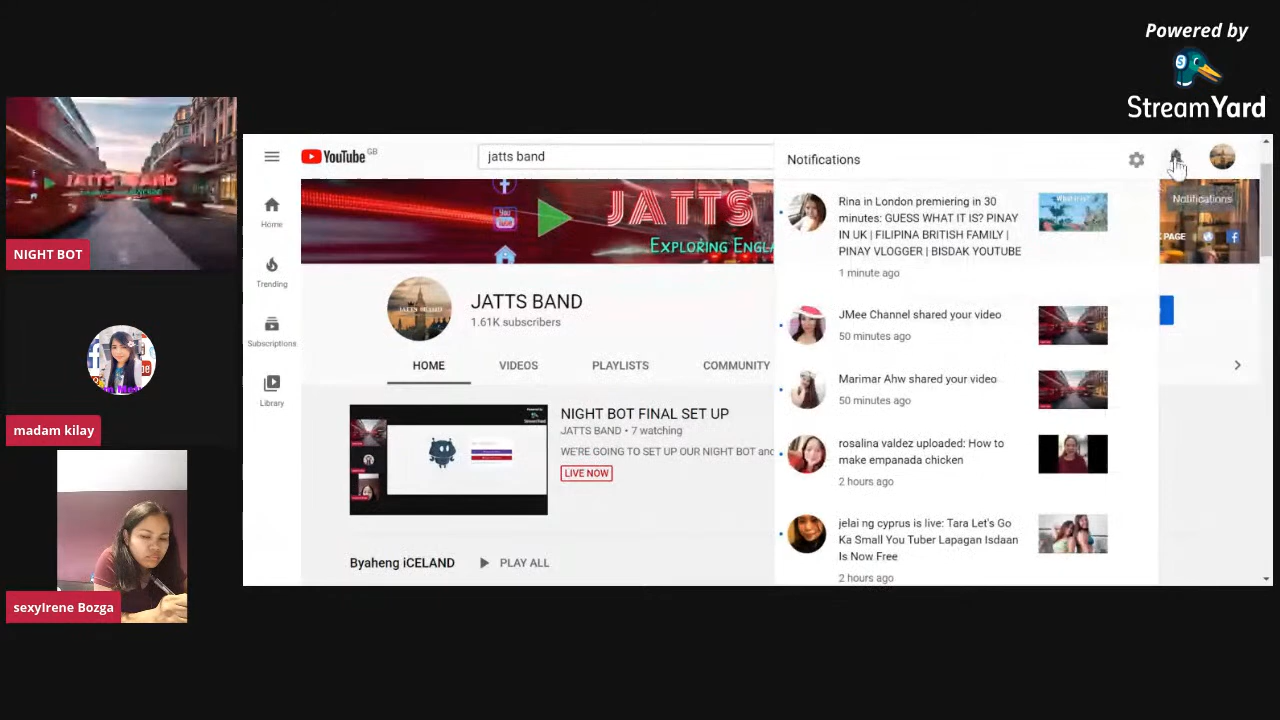 Powered by
StreamYard
NIGHT BOT
madam kilay
sexyIrene Bozga
YouTube GB
jatts band
Home
Trending
Subscriptions
Library
JATTS
EXPLORING ENGLA
JATTS BAND
1.61K subscribers
HOME
VIDEOS
PLAYLISTS
COMMUNITY
NIGHT BOT FINAL SET UP
JATTS BAND • 7 watching
WE'RE GOING TO SET UP OUR NIGHT BOT and
LIVE NOW
Byaheng iCELAND
PLAY ALL
Notifications
Rina in London premiering in 30
minutes: GUESS WHAT IT IS? PINAY
IN UK | FILIPINA BRITISH FAMILY |
PINAY VLOGGER | BISDAK YOUTUBE
1 minute ago
JMee Channel shared your video
50 minutes ago
Marimar Ahw shared your video
50 minutes ago
rosalina valdez uploaded: How to
make empanada chicken
2 hours ago
jelai ng cyprus is live: Tara Let's Go
Ka Small You Tuber Lapagan Isdaan
Is Now Free
2 hours ago
Notifications
PAGE